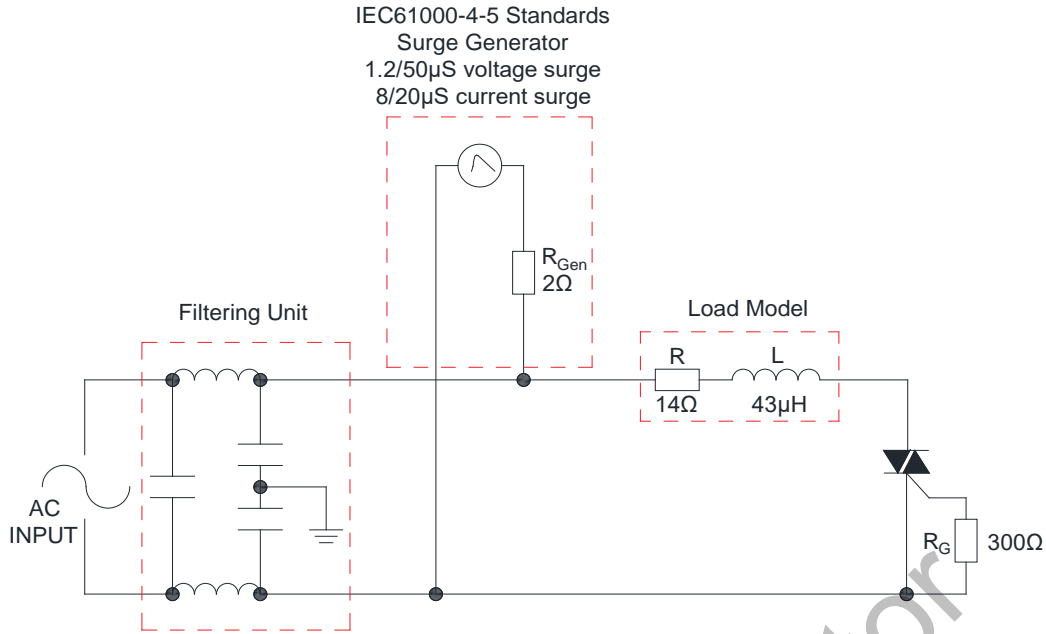 IEC61000-4-5 Standards
Surge Generator
1.2/50μS voltage surge
8/20μS current surge
RGen
2Ω
Filtering Unit
Load Model
R
L
14Ω
43μH
AC
INPUT
RG
300Ω